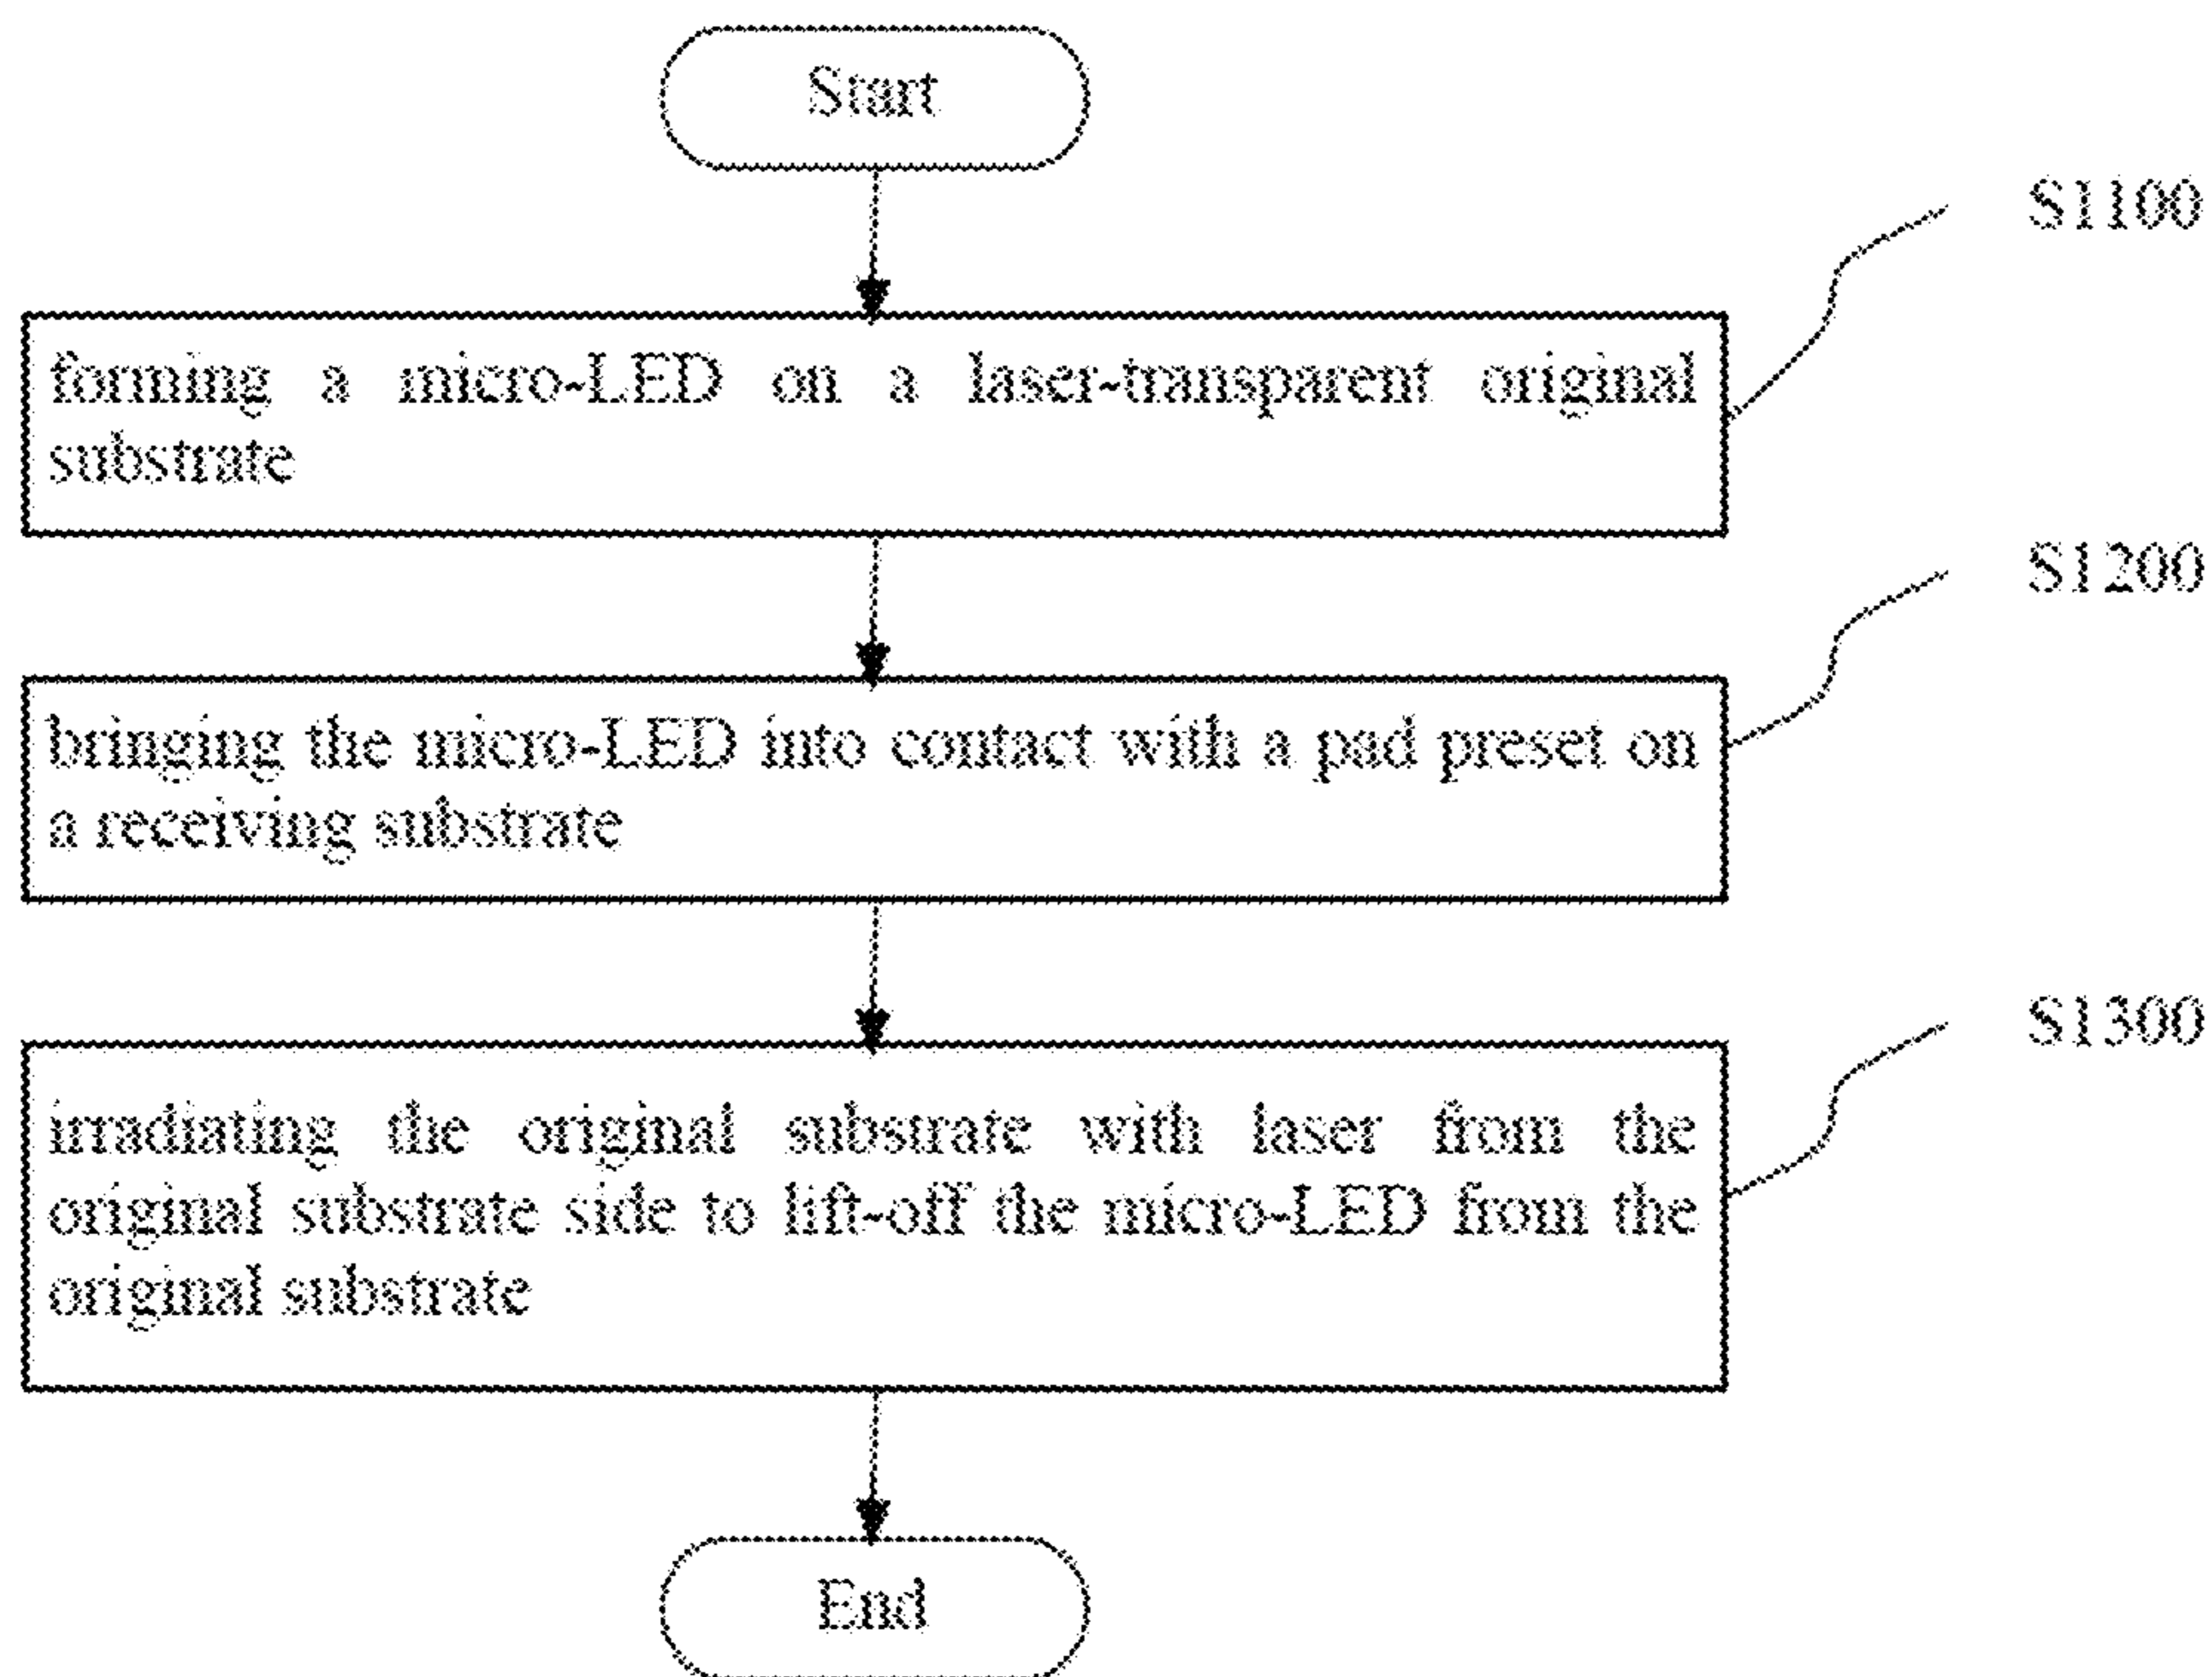 Start
S1100
forming a micro-LED on a laser-transparent original
substrate
S1200
bringing the micro-LED into contact with a pad preset on
a receiving substrate
S1300
irradiating the original substrate with laser from the
original substrate side to lift-off the micro-LED from the
original substrate
End